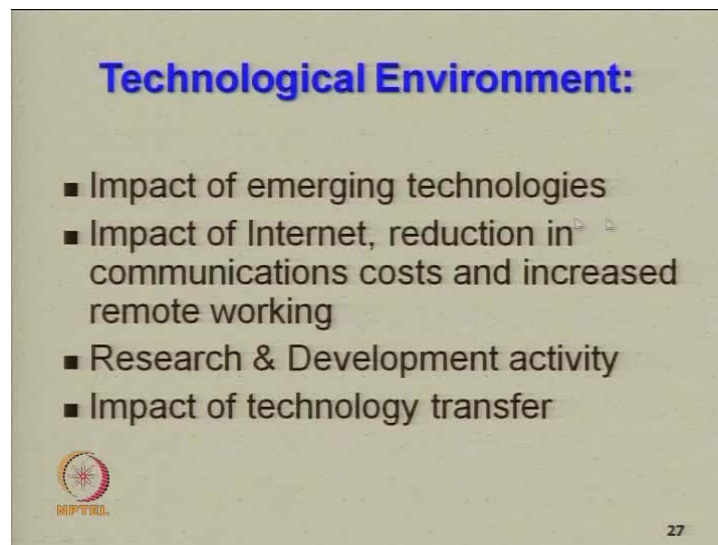 Technological Environment:
■ Impact of emerging technologies
■ Impact of Internet, reduction in
communications costs and increased
remote working
■ Research & Development activity
■ Impact of technology transfer
NPTEL
27